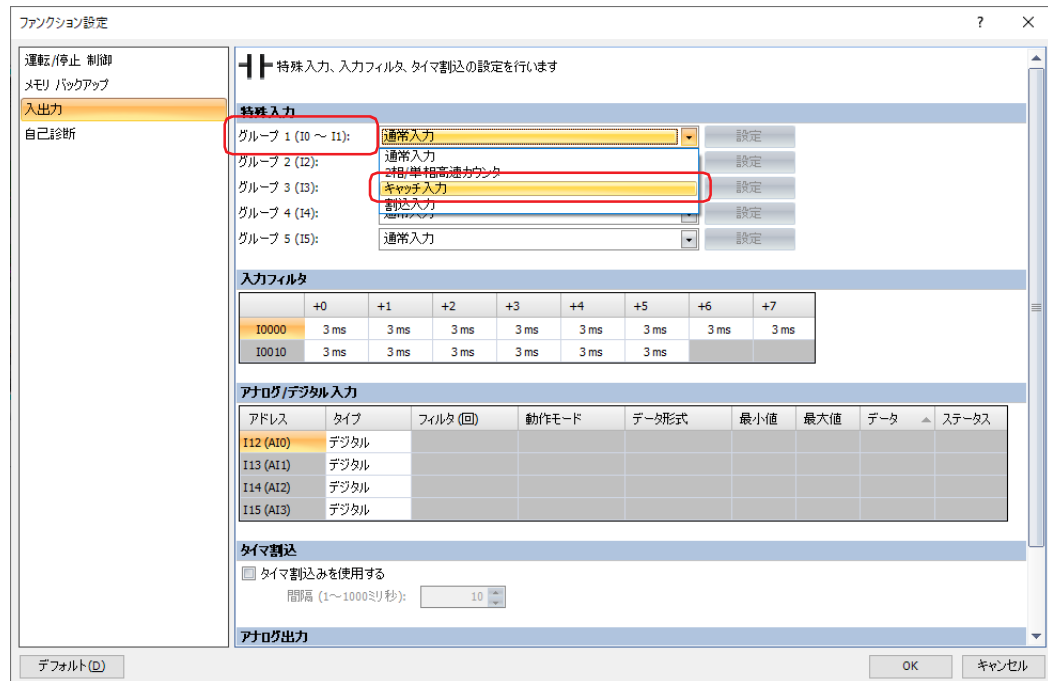 ファンクション設定
? ×
運転/停止 制御
メモリ バックアップ
入出力
自己診断
特殊入力、入力フィルタ、タイマ割込の設定を行います
特殊入力
グループ 1 (I0 ～ I1): 通常入力 設定
通常入力
グループ 2 (I2): 設定
2相/単相高速カウンタ
グループ 3 (I3): キャッチ入力 設定
割込入力
グループ 4 (I4): 通常入力 設定
グループ 5 (I5): 通常入力 設定
入力フィルタ
+0 +1 +2 +3 +4 +5 +6 +7
I0000 3 ms 3 ms 3 ms 3 ms 3 ms 3 ms 3 ms 3 ms
I0010 3 ms 3 ms 3 ms 3 ms 3 ms 3 ms
アナログ/デジタル入力
アドレス タイプ フィルタ (回) 動作モード データ形式 最小値 最大値 データ ステータス
I12 (AI0) デジタル
I13 (AI1) デジタル
I14 (AI2) デジタル
I15 (AI3) デジタル
タイマ割込
タイマ割込みを使用する
間隔 (1～1000ミリ秒): 10
アナログ出力
デフォルト(D) OK キャンセル